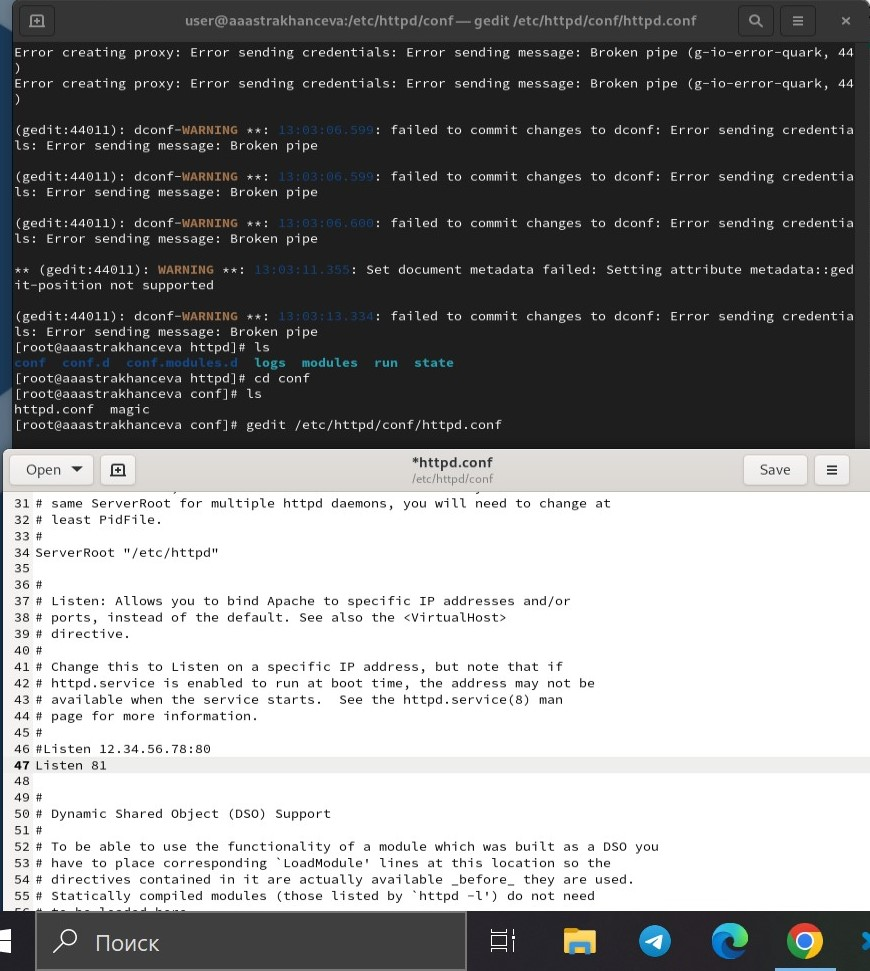 user@aaastrakhanceva:/etc/httpd/conf — gedit /etc/httpd/conf/httpd.conf
Error creating proxy: Error sending credentials: Error sending message: Broken pipe (g-io-error-quark, 44
)
Error creating proxy: Error sending credentials: Error sending message: Broken pipe (g-io-error-quark, 44
)
(gedit:44011): dconf-WARNING **: 13:03:06.599: failed to commit changes to dconf: Error sending credentia
ls: Error sending message: Broken pipe
(gedit:44011): dconf-WARNING **: 13:03:06.599: failed to commit changes to dconf: Error sending credentia
ls: Error sending message: Broken pipe
(gedit:44011): dconf-WARNING **: 13:03:06.600: failed to commit changes to dconf: Error sending credentia
ls: Error sending message: Broken pipe
** (gedit:44011): WARNING **: 13:03:11.355: Set document metadata failed: Setting attribute metadata::ged
it-position not supported
(gedit:44011): dconf-WARNING **: 13:03:13.334: failed to commit changes to dconf: Error sending credentia
ls: Error sending message: Broken pipe
[root@aaastrakhanceva httpd]# ls
conf  conf.d  conf.modules.d  logs  modules  run  state
[root@aaastrakhanceva httpd]# cd conf
[root@aaastrakhanceva conf]# ls
httpd.conf  magic
[root@aaastrakhanceva conf]# gedit /etc/httpd/conf/httpd.conf
Open
*httpd.conf
/etc/httpd/conf
Save
31 # same ServerRoot for multiple httpd daemons, you will need to change at
32 # least PidFile.
33 #
34 ServerRoot "/etc/httpd"
35
36 #
37 # Listen: Allows you to bind Apache to specific IP addresses and/or
38 # ports, instead of the default. See also the <VirtualHost>
39 # directive.
40 #
41 # Change this to Listen on a specific IP address, but note that if
42 # httpd.service is enabled to run at boot time, the address may not be
43 # available when the service starts.  See the httpd.service(8) man
44 # page for more information.
45 #
46 #Listen 12.34.56.78:80
47 Listen 81
48
49 #
50 # Dynamic Shared Object (DSO) Support
51 #
52 # To be able to use the functionality of a module which was built as a DSO you
53 # have to place corresponding `LoadModule' lines at this location so the
54 # directives contained in it are actually available _before_ they are used.
55 # Statically compiled modules (those listed by `httpd -l') do not need
Поиск